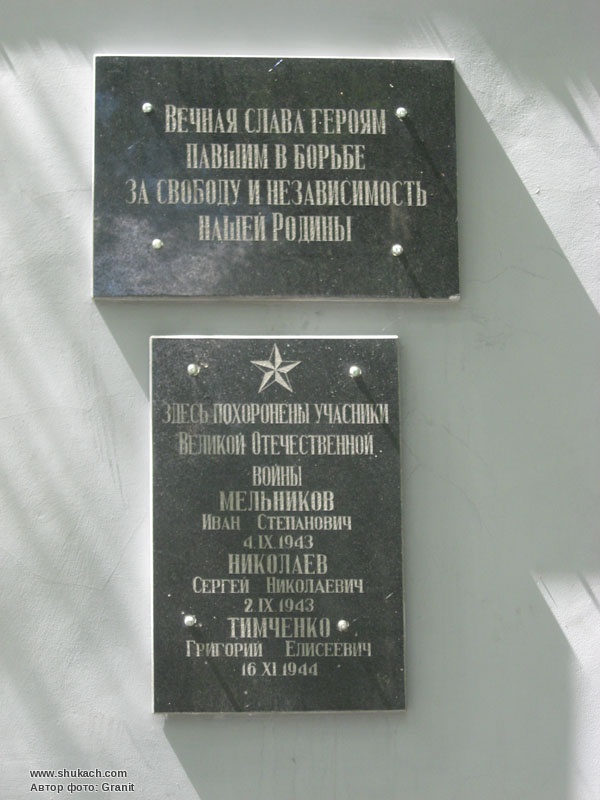 Вечная слава героям
павшим в борьбе
за свободу и независимость
нашей Родины
Здесь похоронены учасники
Великой Отечественной
войны
МЕЛЬНИКОВ
Иван Степанович
4.IX.1943
НИКОЛАЕВ
Сергей Николаевич
2.IX.1943
ТИМЧЕНКО
Григорий Елисеевич
16 XI 1944
www.shukach.com
Автор фото: Granit